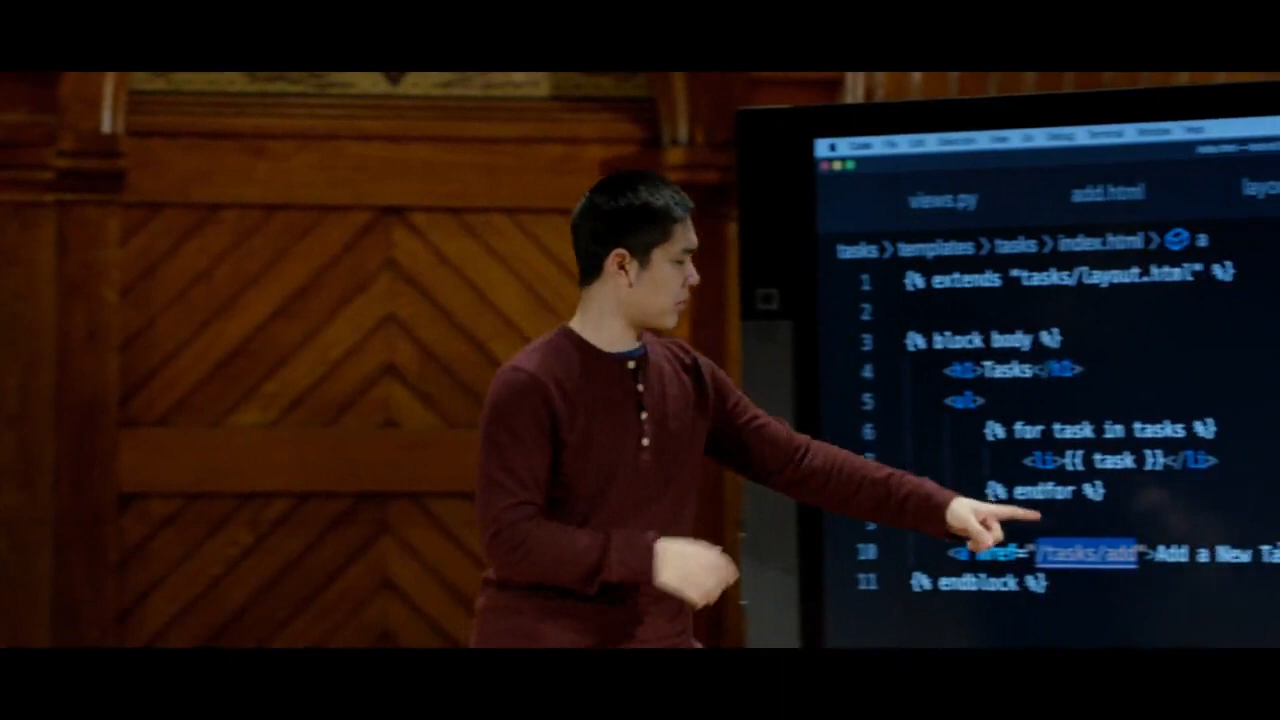 views.py add.html
tasks > templates > tasks > index.html > a
1 {% extends "tasks/layout.html" %}
2
3 {% block body %}
4 <h1>Tasks</h1>
5 <ul>
6 {% for task in tasks %}
<li>{{ task }}</li>
{% endfor %}
10 <a href="/tasks/add">Add a New
11 {% endblock %}